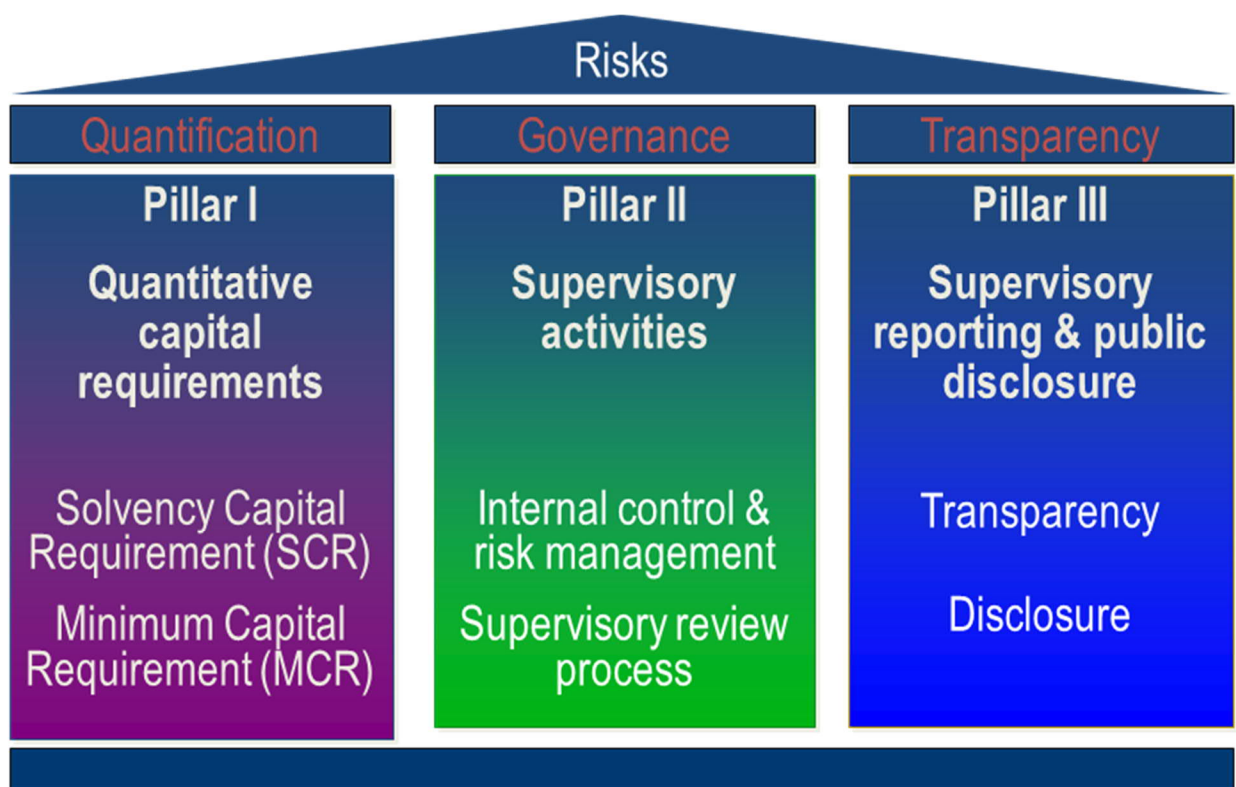 Risks
Quantification
Governance
Transparency
Pillar I
Quantitative
capital
requirements
Solvency Capital
Requirement (SCR)
Minimum Capital
Requirement (MCR)
Pillar II
Supervisory
activities
Internal control &
risk management
Supervisory review
process
Pillar III
Supervisory
reporting & public
disclosure
Transparency
Disclosure